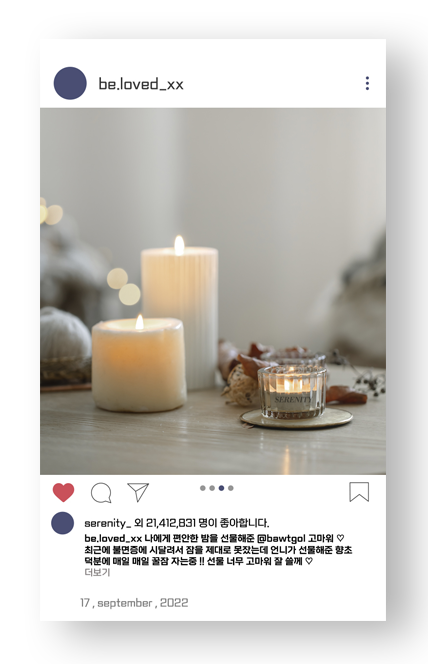 be.loved_xx
SERENITY
serenity_ 외 21,412,831 명이 좋아합니다.
be.loved_xx 나에게 편안한 밤을 선물해준 @bawtgol 고마워 ♡
최근에 불면증에 시달려서 잠을 제대로 못잤는데 언니가 선물해준 향초
덕분에 매일 매일 꿀잠 자는중 !! 선물 너무 고마워 잘 쓸께 ♡
더보기
17 , september , 2022